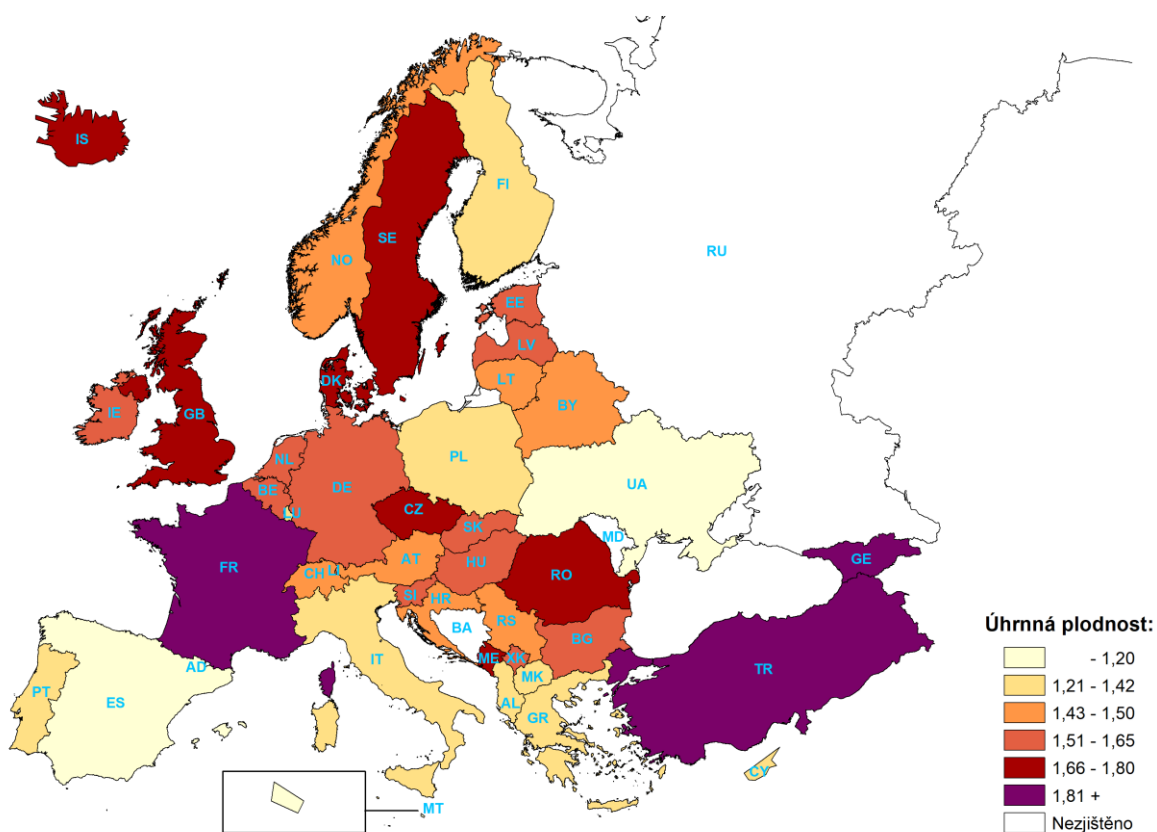 IS
FI
RU
SE
NO
EE
LV
DK
LT
IE
GB
BY
PL
NL
BE
DE
UA
LU
CZ
SK
MD
AT
HU
FR
CH
LI
RO
GE
SI
HR
RS
BA
BG
Úhrnná plodnost:
AD
IT
ME
XK
TR
PT
MK
ES
AL
GR
CY
MT
- 1,20
1,21 - 1,42
1,43 - 1,50
1,51 - 1,65
1,66 - 1,80
1,81 +
Nezjištěno